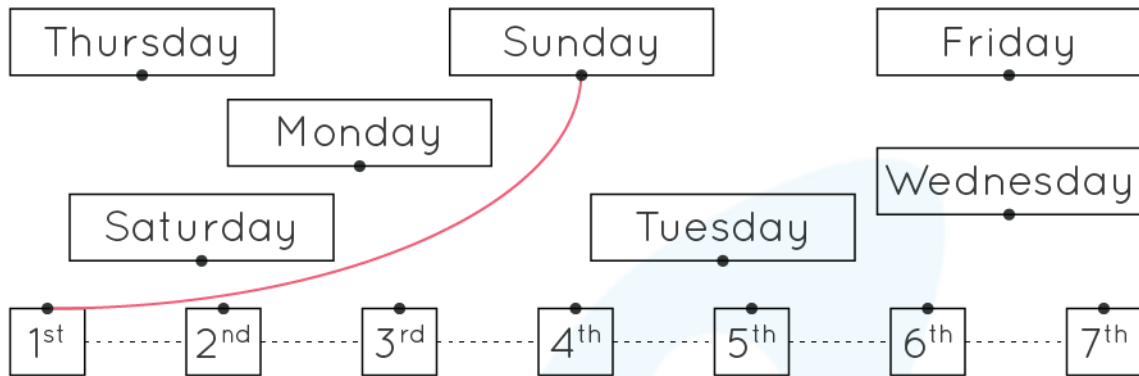 Thursday Sunday Friday
Monday
Wednesday
Saturday Tuesday
1st 2nd 3rd 4th 5th 6th 7th